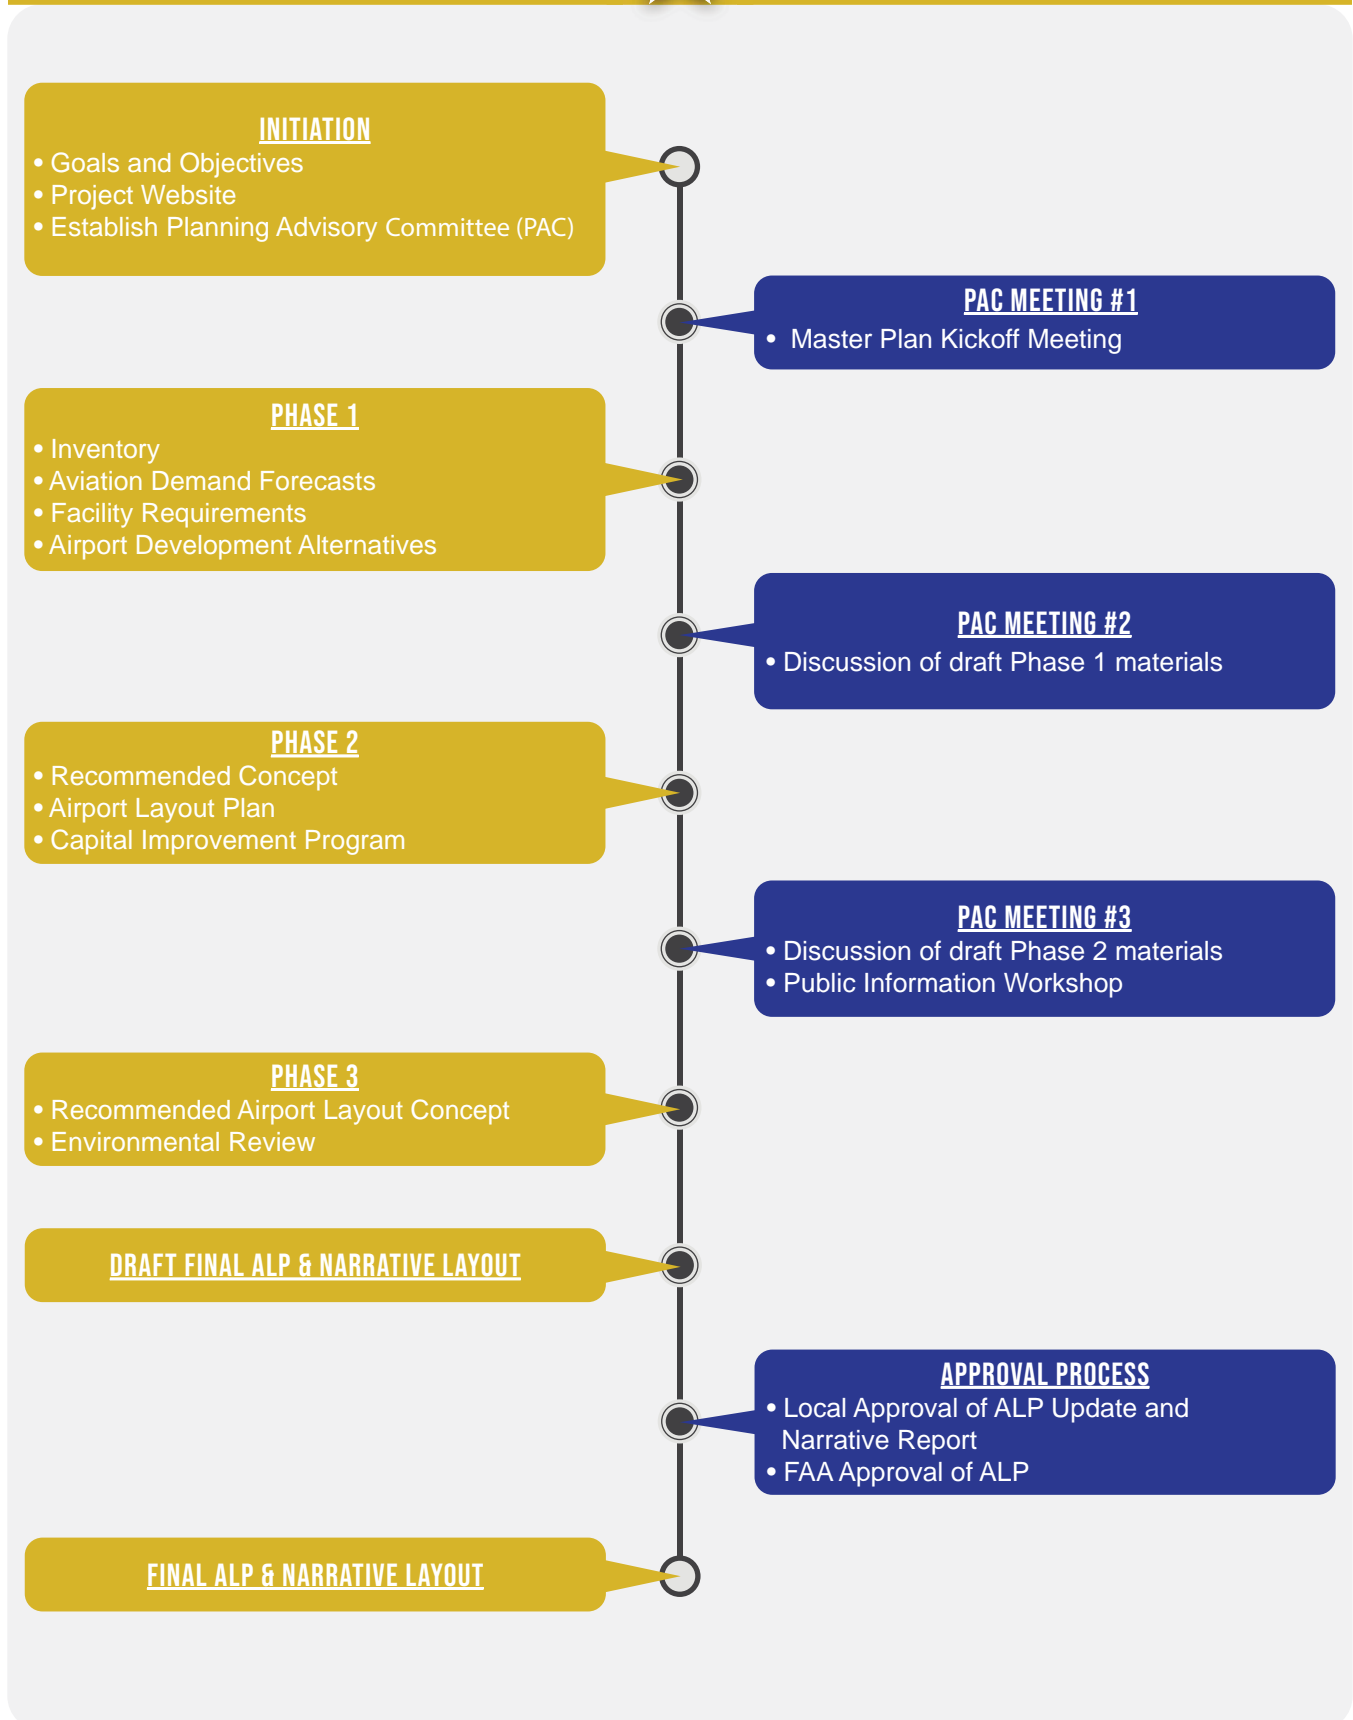 INITIATION
• Goals and Objectives
• Project Website
• Establish Planning Advisory Committee (PAC)
PAC MEETING #1
• Master Plan Kickoff Meeting
PHASE 1
• Inventory
• Aviation Demand Forecasts
• Facility Requirements
• Airport Development Alternatives
PAC MEETING #2
• Discussion of draft Phase 1 materials
PHASE 2
• Recommended Concept
• Airport Layout Plan
• Capital Improvement Program
PAC MEETING #3
• Discussion of draft Phase 2 materials
• Public Information Workshop
PHASE 3
• Recommended Airport Layout Concept
• Environmental Review
DRAFT FINAL ALP & NARRATIVE LAYOUT
APPROVAL PROCESS
• Local Approval of ALP Update and
Narrative Report
• FAA Approval of ALP
FINAL ALP & NARRATIVE LAYOUT